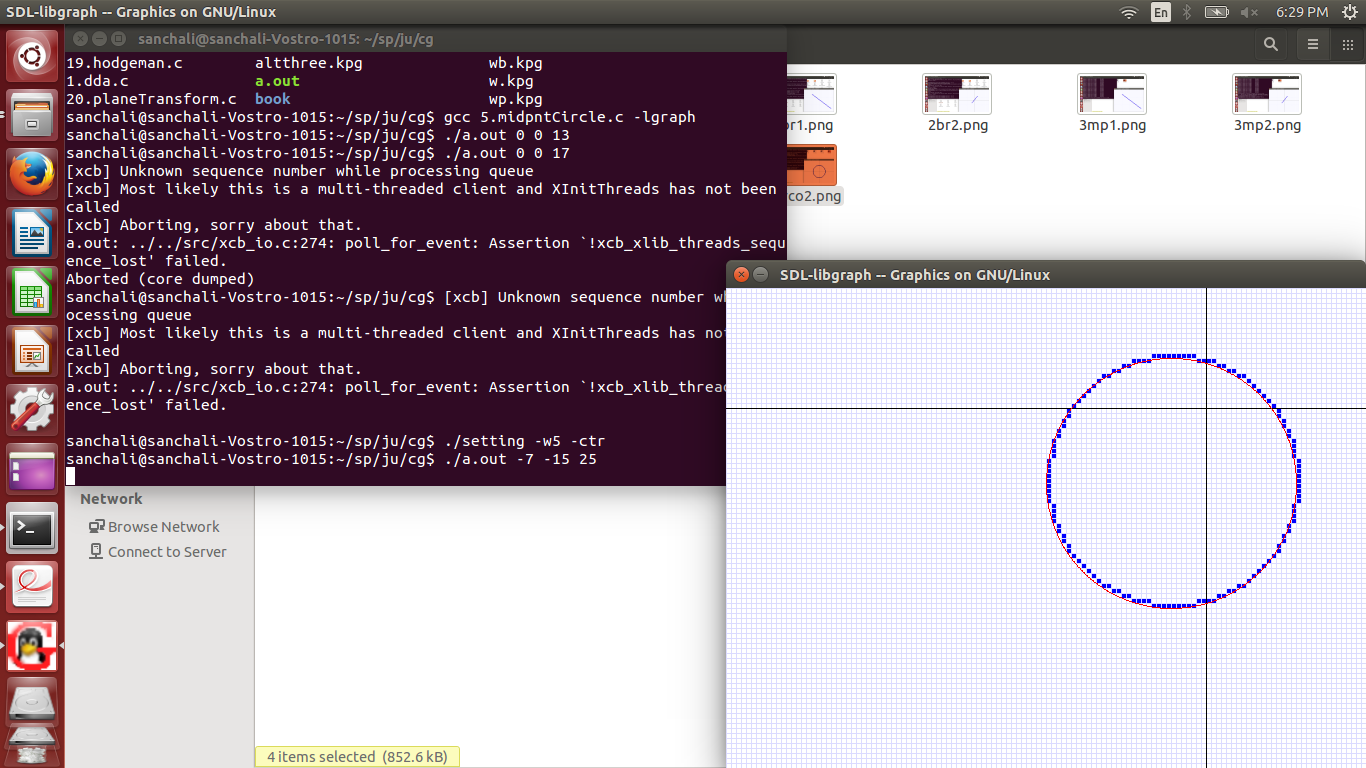 SDL-libgraph -- Graphics on GNU/Linux
En
6:29 PM
sanchali@sanchali-Vostro-1015: ~/sp/ju/cg
19.hodgeman.c altthree.kpg wb.kpg
1.dda.c a.out w.kpg
20.planeTransform.c book wp.kpg
sanchali@sanchali-Vostro-1015:~/sp/ju/cg$ gcc 5.midpntCircle.c -lgraph
sanchali@sanchali-Vostro-1015:~/sp/ju/cg$ ./a.out 0 0 13
sanchali@sanchali-Vostro-1015:~/sp/ju/cg$ ./a.out 0 0 17
[xcb] Unknown sequence number while processing queue
[xcb] Most likely this is a multi-threaded client and XInitThreads has not been
called
[xcb] Aborting, sorry about that.
a.out: ../../src/xcb_io.c:274: poll_for_event: Assertion `!xcb_xlib_threads_sequ
ence_lost' failed.
Aborted (core dumped)
sanchali@sanchali-Vostro-1015:~/sp/ju/cg$ [xcb] Unknown sequence number wh
ocessing queue
[xcb] Most likely this is a multi-threaded client and XInitThreads has not
called
[xcb] Aborting, sorry about that.
a.out: ../../src/xcb_io.c:274: poll_for_event: Assertion `!xcb_xlib_thread
ence_lost' failed.
sanchali@sanchali-Vostro-1015:~/sp/ju/cg$ ./setting -w5 -ctr
sanchali@sanchali-Vostro-1015:~/sp/ju/cg$ ./a.out -7 -15 25
br1.png 2br2.png 3mp1.png 3mp2.png
co2.png
SDL-libgraph -- Graphics on GNU/Linux
Network
Browse Network
Connect to Server
4 items selected (852.6 kB)